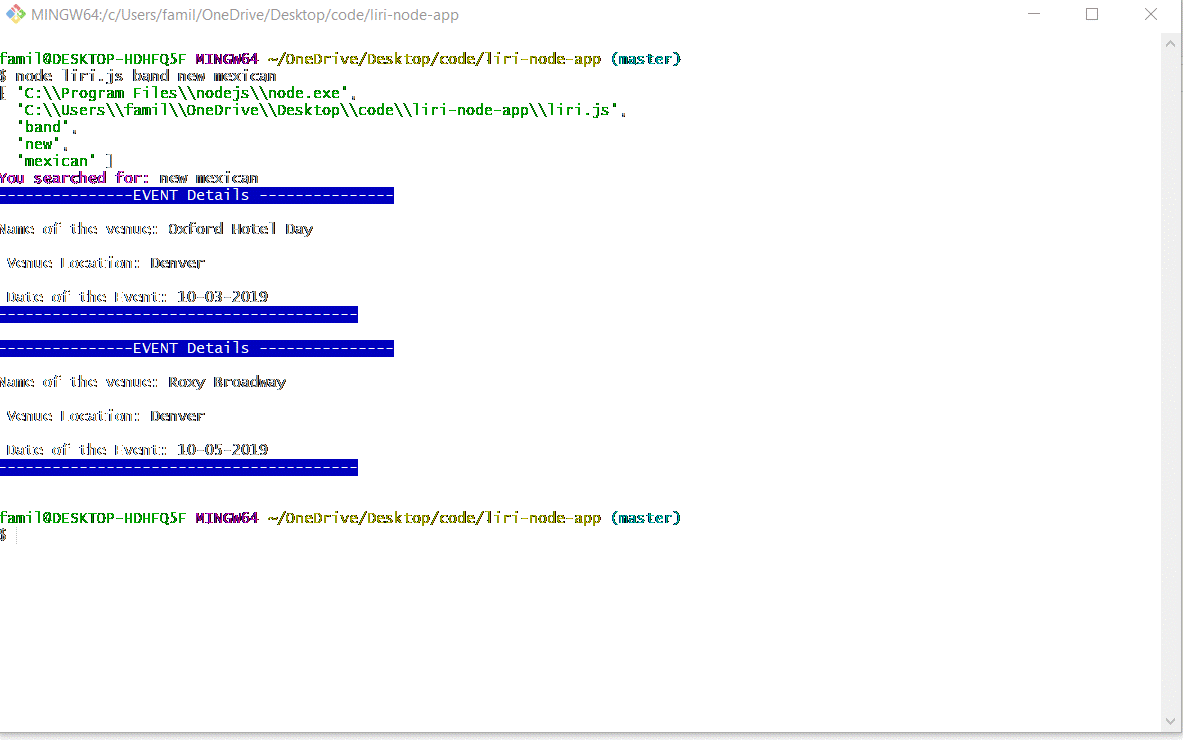 MINGW64:/c/Users/famil/OneDrive/Desktop/code/liri-node-app
famil@DESKTOP-HDHFQ5F MINGW64 ~/OneDrive/Desktop/code/liri-node-app (master)
$ node liri.js band new mexican
[ 'C:\\Program Files\\nodejs\\node.exe',
'C:\\Users\\famil\\OneDrive\\Desktop\\code\\liri-node-app\\liri.js',
'band',
'new',
'mexican' ]
You searched for: new mexican
---------------EVENT Details ---------------
Name of the venue: Oxford Hotel Day
Venue Location: Denver
Date of the Event: 10-03-2019
----------------------------------------
---------------EVENT Details ---------------
Name of the venue: Roxy Broadway
Venue Location: Denver
Date of the Event: 10-05-2019
----------------------------------------
famil@DESKTOP-HDHFQ5F MINGW64 ~/OneDrive/Desktop/code/liri-node-app (master)
$